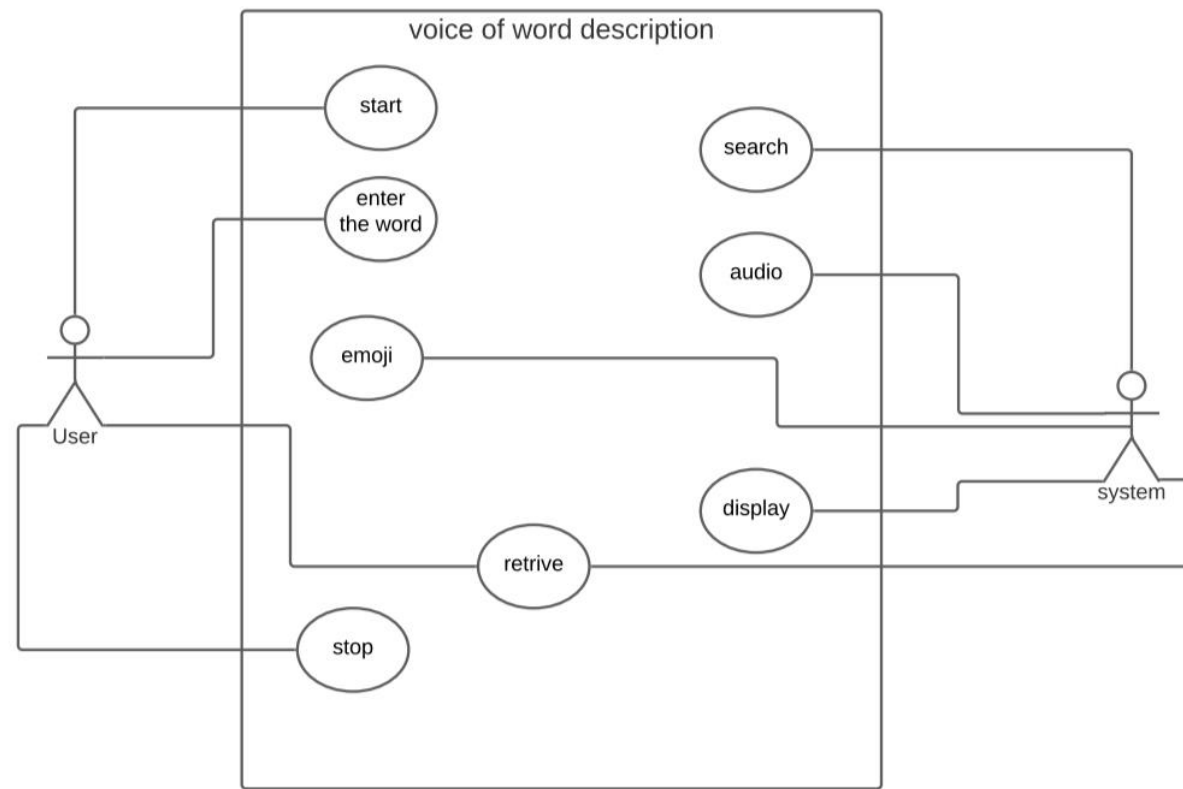 voice of word description
start
search
enter
the word
audio
emoji
User
system
display
retrive
stop